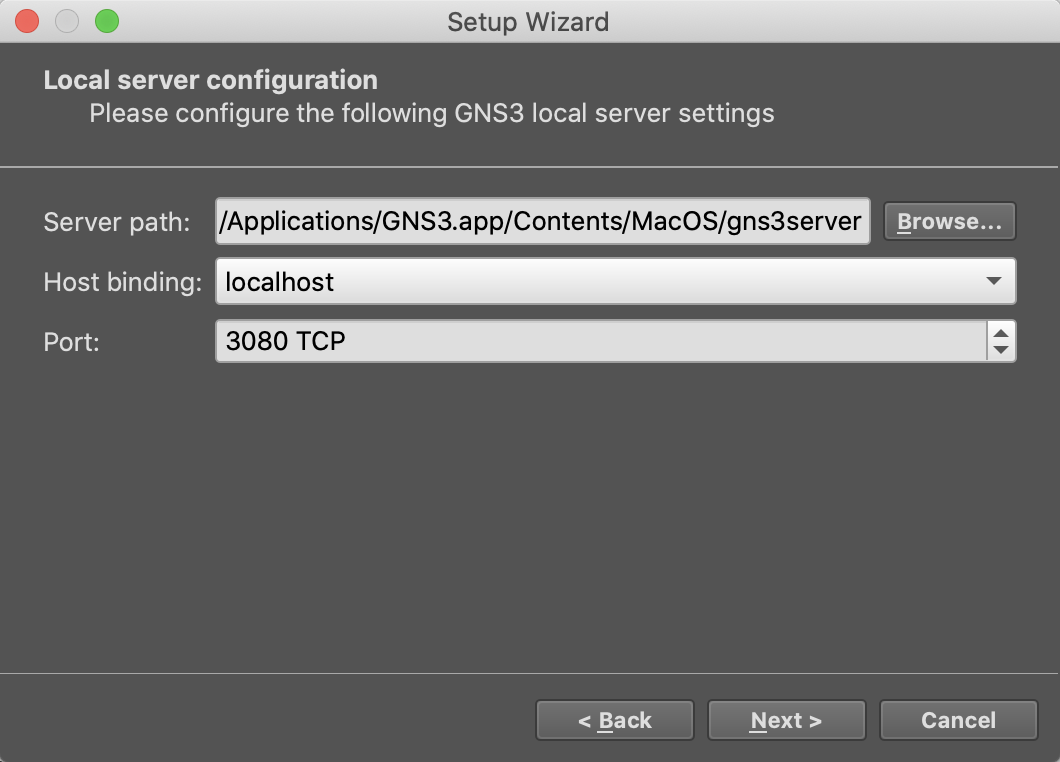 Setup Wizard
Local server configuration
Please configure the following GNS3 local server settings
Server path: /Applications/GNS3.app/Contents/MacOS/gns3server Browse...
Host binding: localhost
Port: 3080 TCP
< Back Next > Cancel